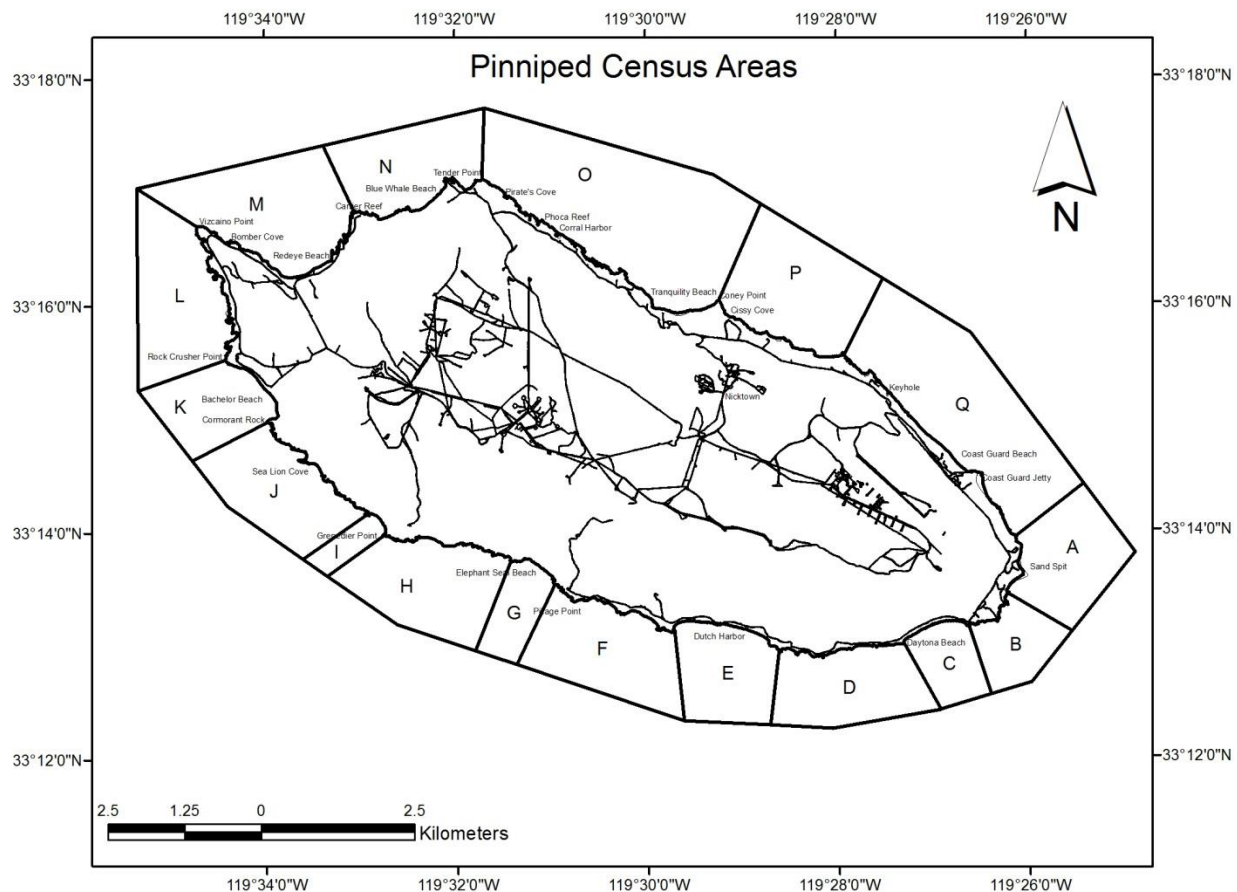 119°34'0"W 119°32'0"W 119°30'0"W 119°28'0"W 119°26'0"W
Pinniped Census Areas
33°18'0"N 33°18'0"N
N
O
Tender Point
Blue Whale Beach
Pirate's Cove
M
Carrier Reef
Phoca Reef
Corral Harbor
N
Vizcaino Point
Bomber Cove
Redeye Beach
P
Tranquility Beach
Coney Point
Cissy Cove
33°16'0"N 33°16'0"N
L
Rock Crusher Point
Keyhole
Nicktown
Bachelor Beach
K
Cormorant Rock
Q
Coast Guard Beach
Sea Lion Cove
Coast Guard Jetty
J
33°14'0"N 33°14'0"N
Grenedier Point
I
A
Sand Spit
Elephant Seal Beach
H
G
Pirage Point
F
Dutch Harbor
Daytona Beach
B
E
C
D
33°12'0"N 33°12'0"N
2.5 1.25 0 2.5
Kilometers
119°34'0"W 119°32'0"W 119°30'0"W 119°28'0"W 119°26'0"W